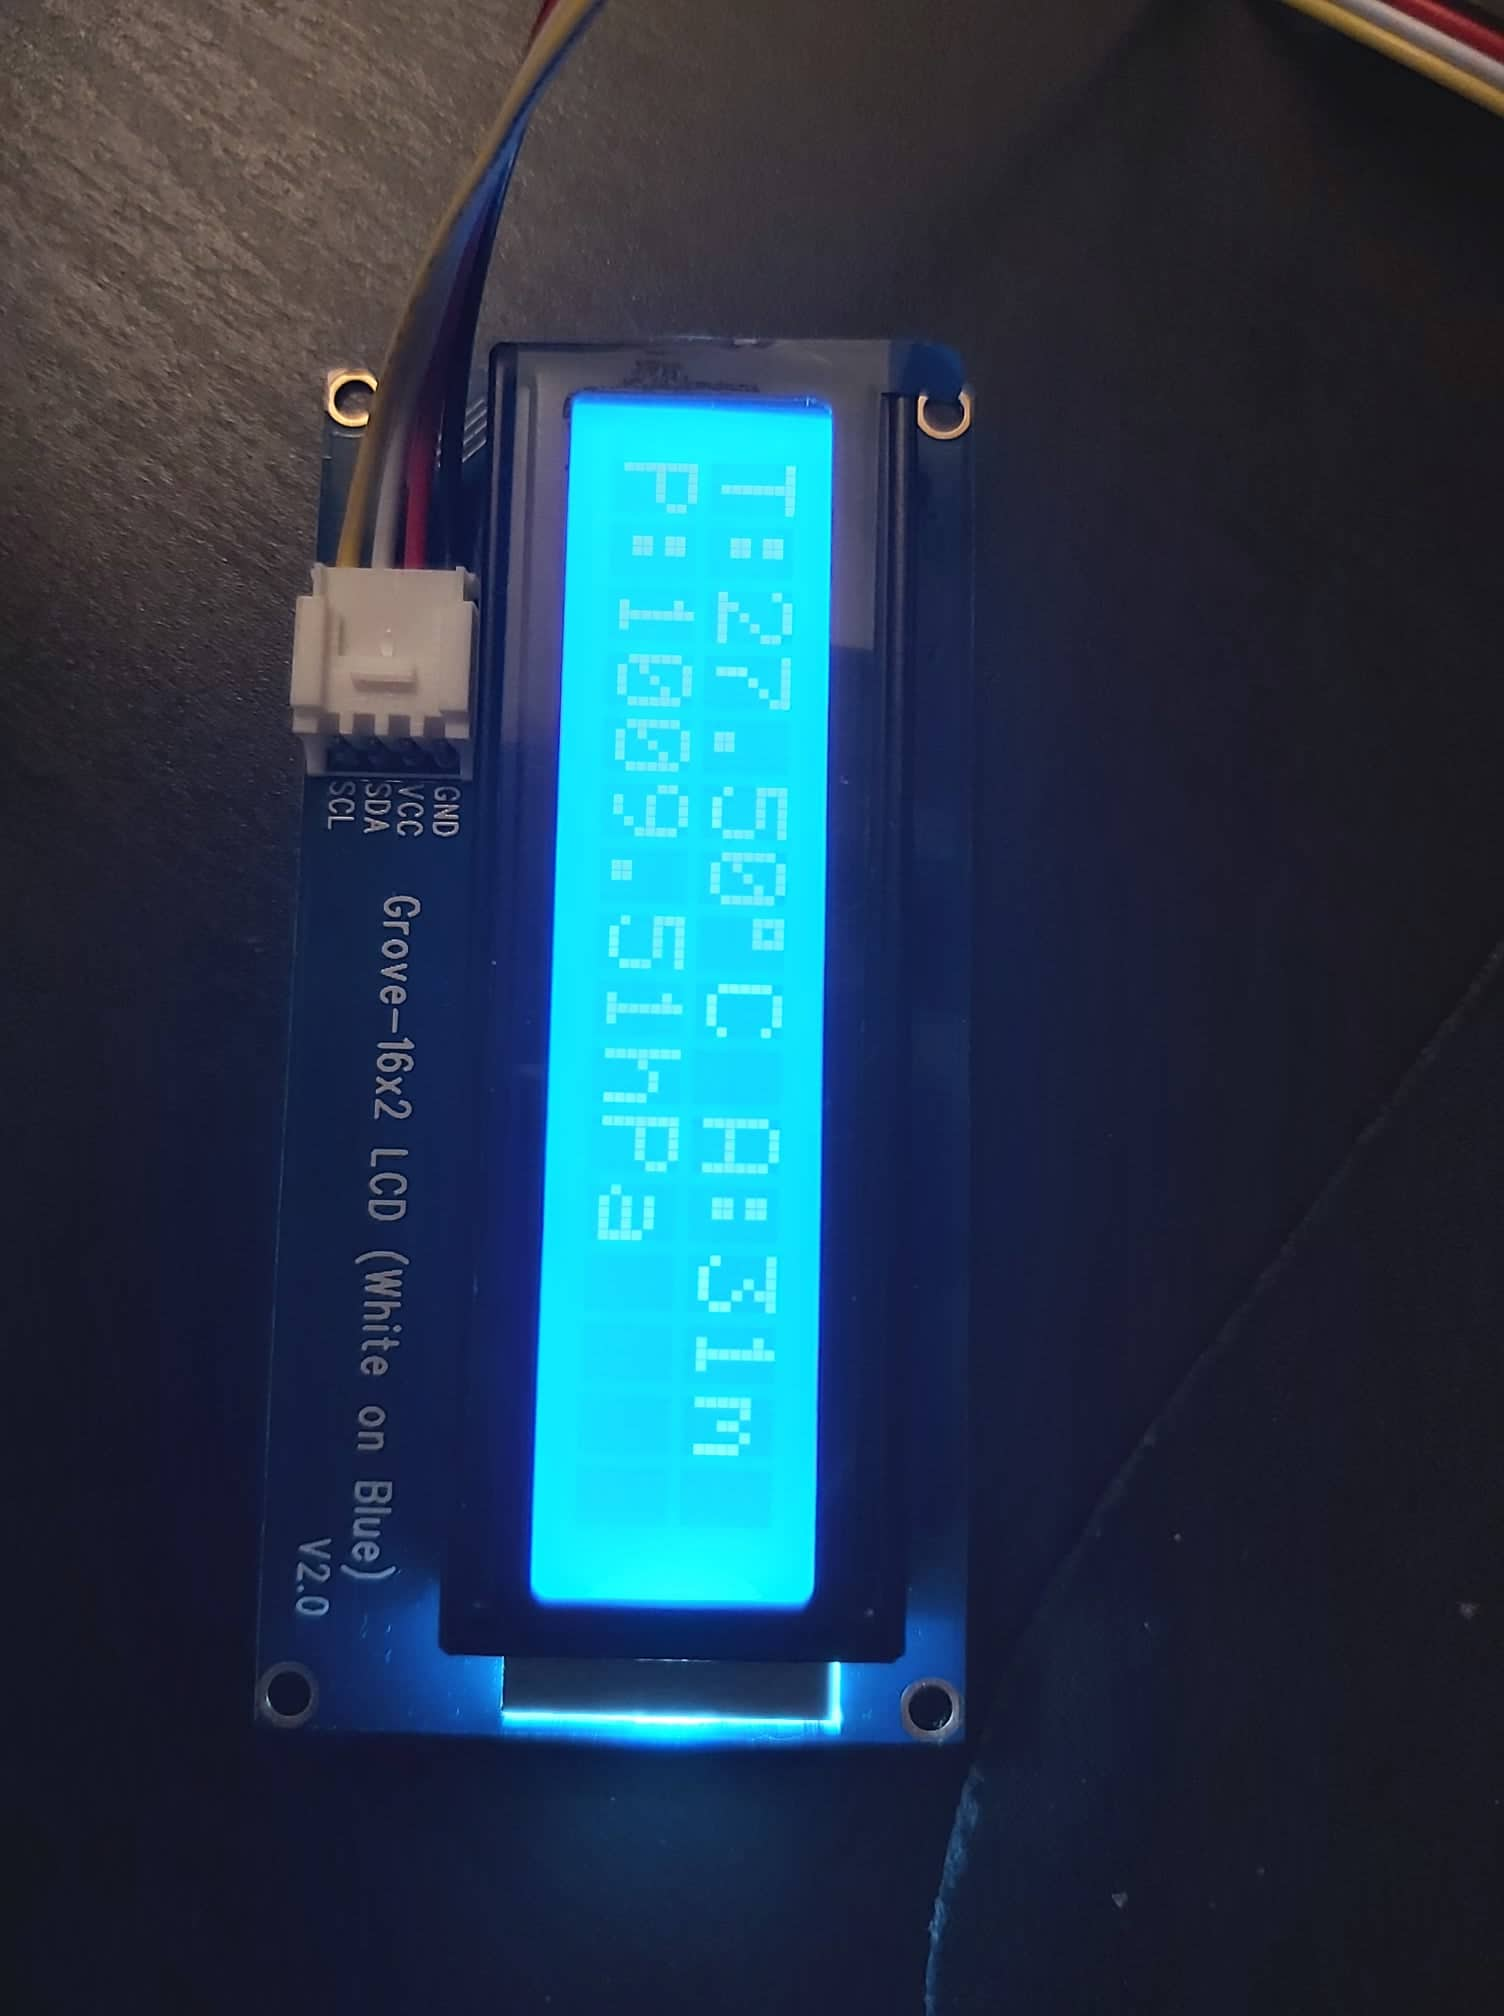 T:27.50°C A:31m
P:1009.51hPa
GND
VCC
SDA
SCL
Grove-16x2 LCD (White on Blue)
V2.0